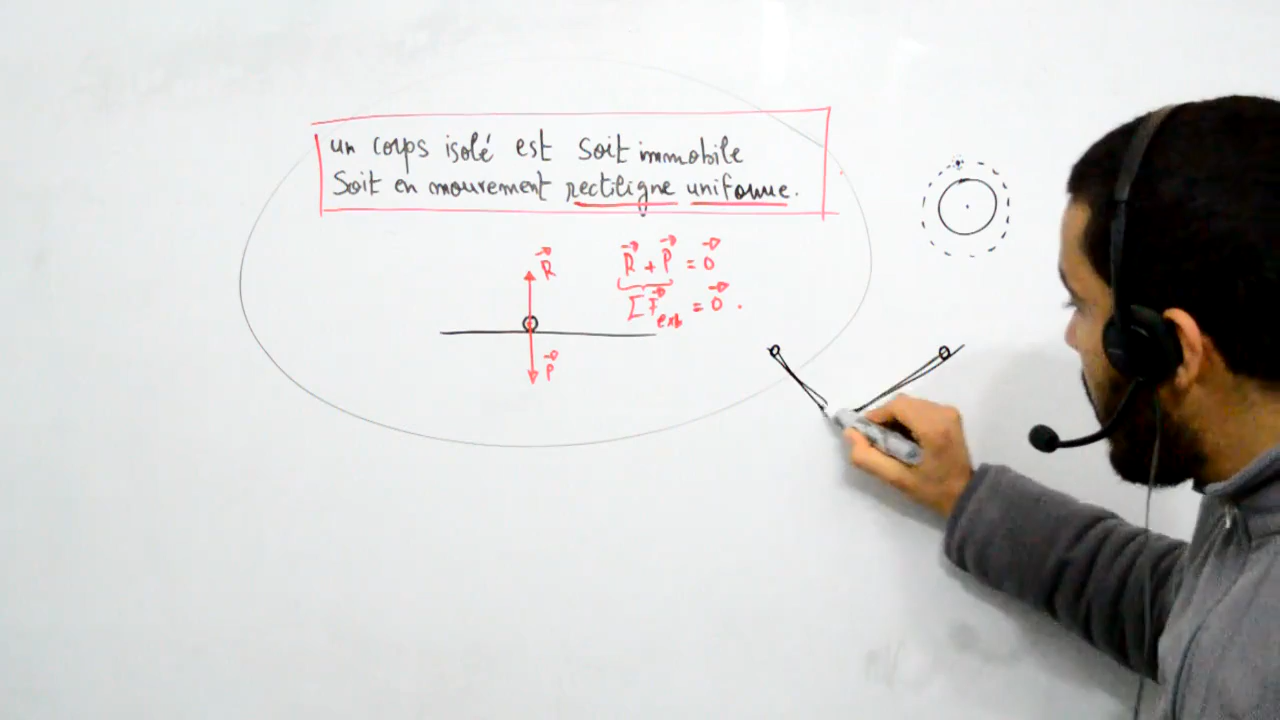 un corps isolé est soit immobile
Soit en mouvement rectiligne uniforme.
R⃗
R⃗ + P⃗ = 0⃗
ΣF⃗ext = 0⃗.
P⃗